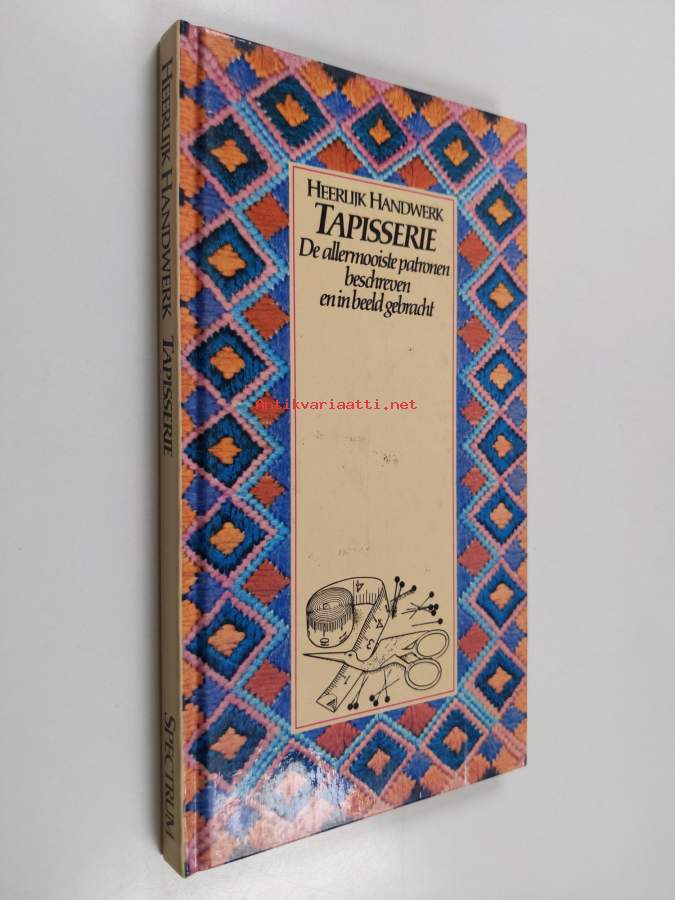 HEERLIJK HANDWERK
TAPISSERIE
De allermooiste patronen
beschreven
en in beeld gebracht
antikvariaatti.net
HEERLIJK HANDWERK TAPISSERIE SPECTRUM